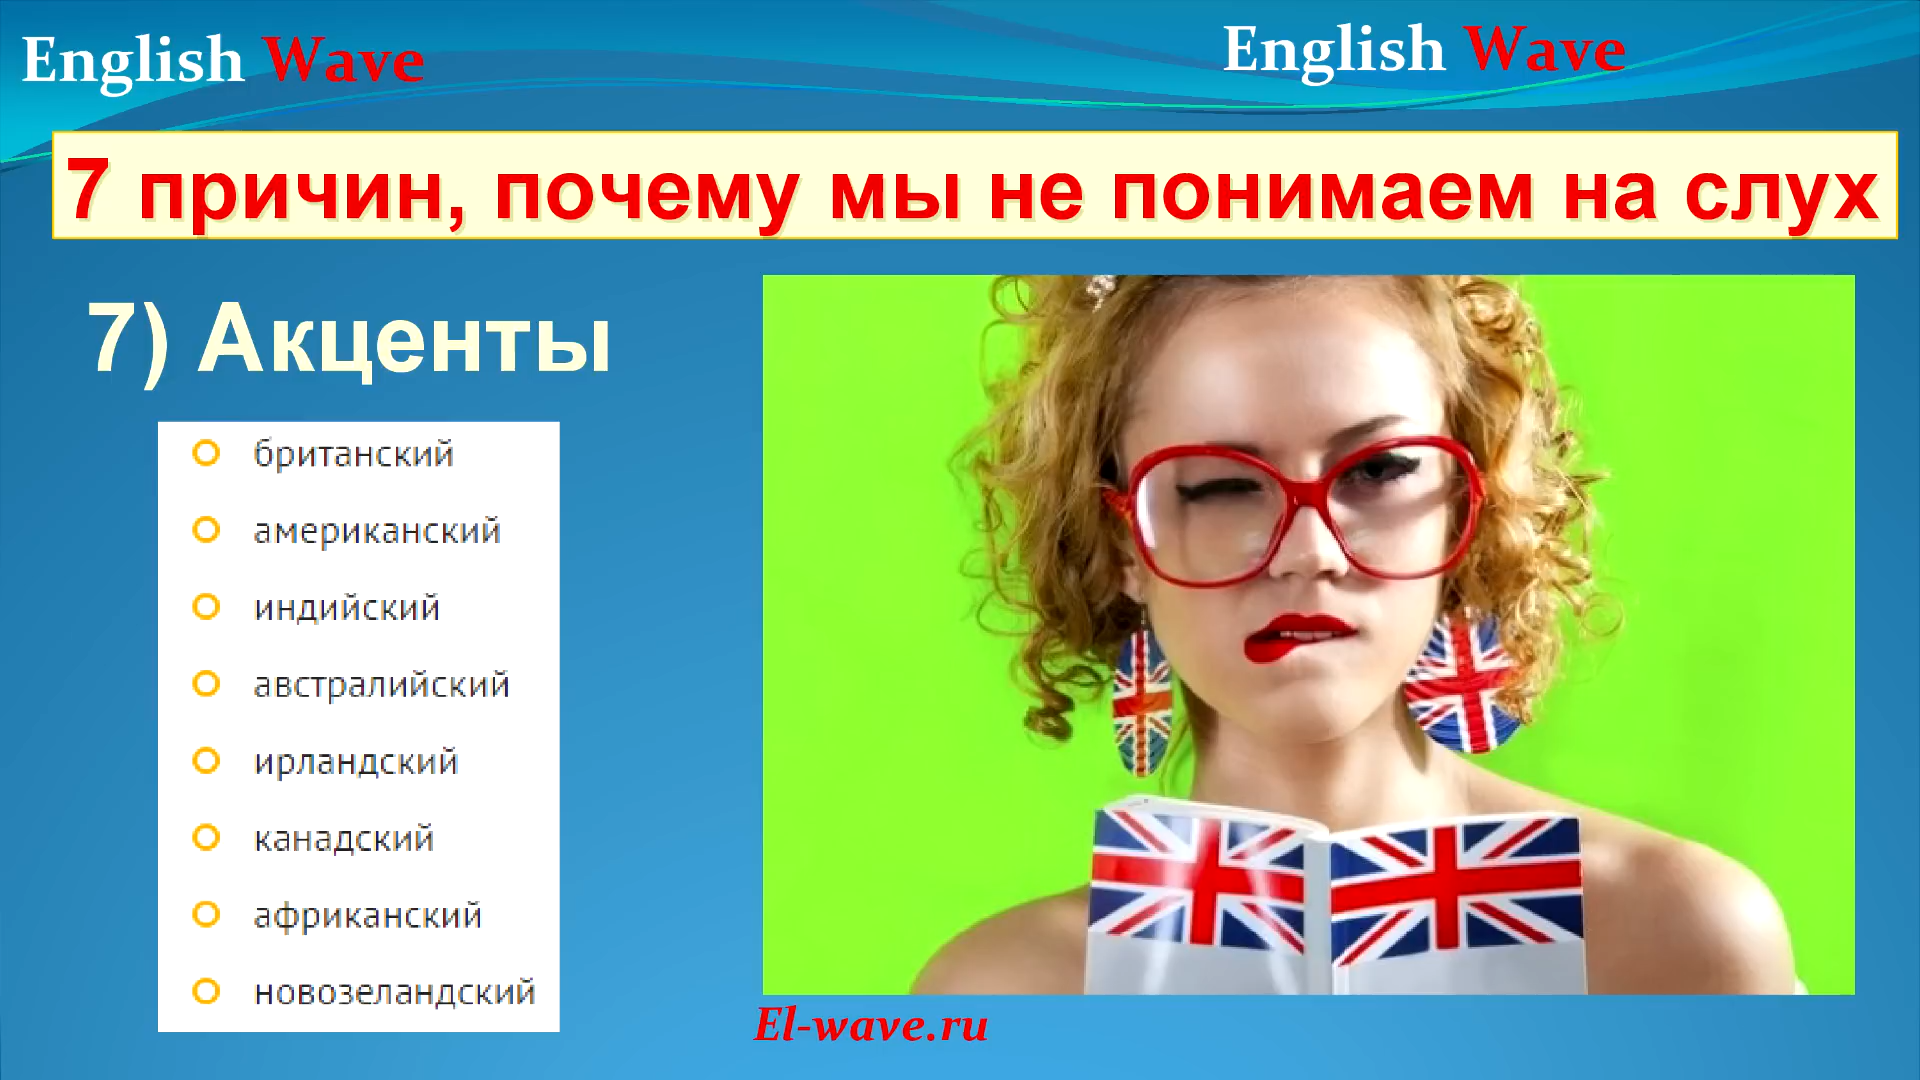 English Wave
English Wave
7 причин, почему мы не понимаем на слух
7) Акценты
британский
американский
индийский
австралийский
ирландский
канадский
африканский
новозеландский
El-wave.ru